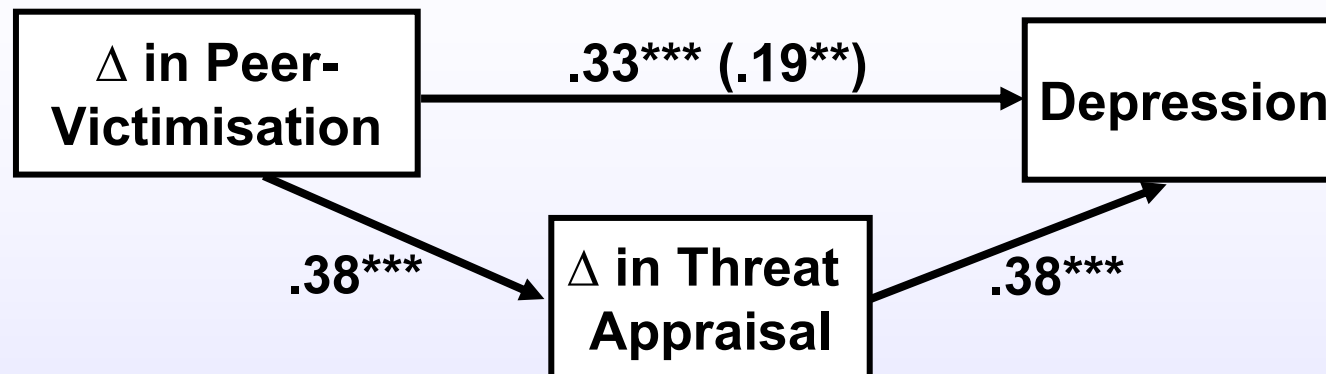 ∆ in Peer-
Victimisation
.33*** (.19**)
Depression
.38***
∆ in Threat
Appraisal
.38***